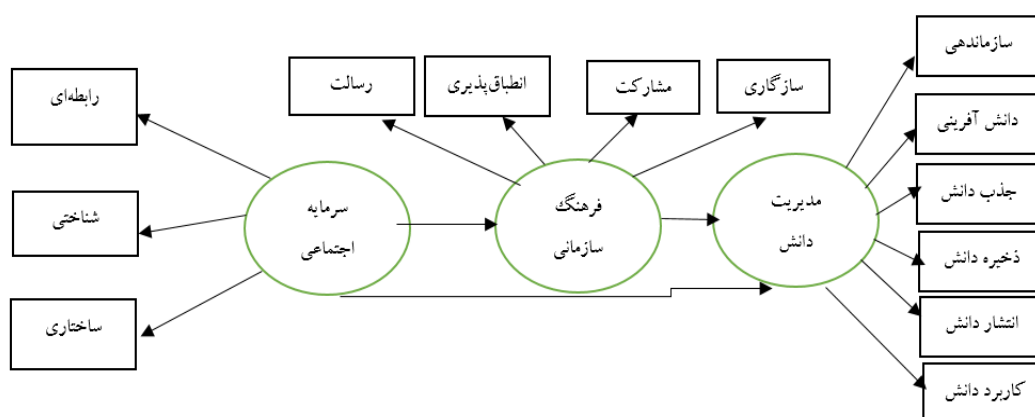 سازماندهی
دانش آفرینی
جذب دانش
ذخیره دانش
انتشار دانش
کاربرد دانش
مدیریت
دانش
سازگاری
مشارکت
انطباق‌پذیری
رسالت
فرهنگ
سازمانی
سرمایه
اجتماعی
رابطه‌ای
شناختی
ساختاری